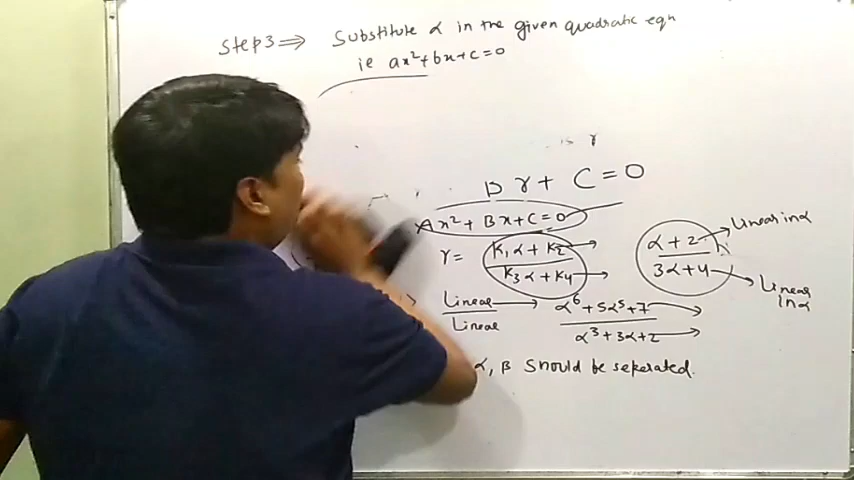 Step3 ⇒ Substitute α in the given quadratic eqn
ie ax²+bx+c=0
B γ + C = 0
Ax² + Bx + C = 0
γ = K₁α + K₂ / K₃α + K₄
α + 2 / 3α + 4
Linear in α
Linear in α
Linear / Linear
α⁶ + 5α⁵ + 7 / α³ + 3α + 2
α, β should be seperated.